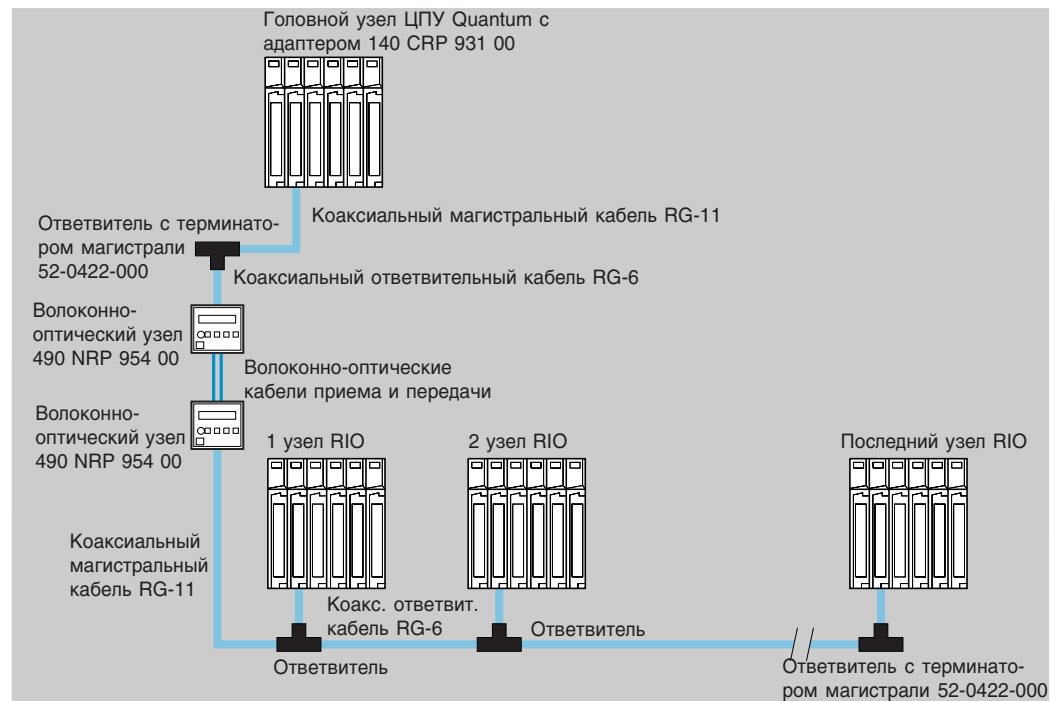 Головной узел ЦПУ Quantum с
адаптером 140 CRP 931 00
Коаксиальный магистральный кабель RG-11
Ответвитель с терминато-
ром магистрали
52-0422-000
Коаксиальный ответвительный кабель RG-6
Волоконно-
оптический узел
490 NRP 954 00
Волоконно-оптические
кабели приема и передачи
Волоконно-
оптический узел
490 NRP 954 00
1 узел RIO
2 узел RIO
Последний узел RIO
Коаксиальный
магистральный
кабель RG-11
Коакс. ответвит.
кабель RG-6
Ответвитель
Ответвитель
Ответвитель с терминато-
ром магистрали 52-0422-000